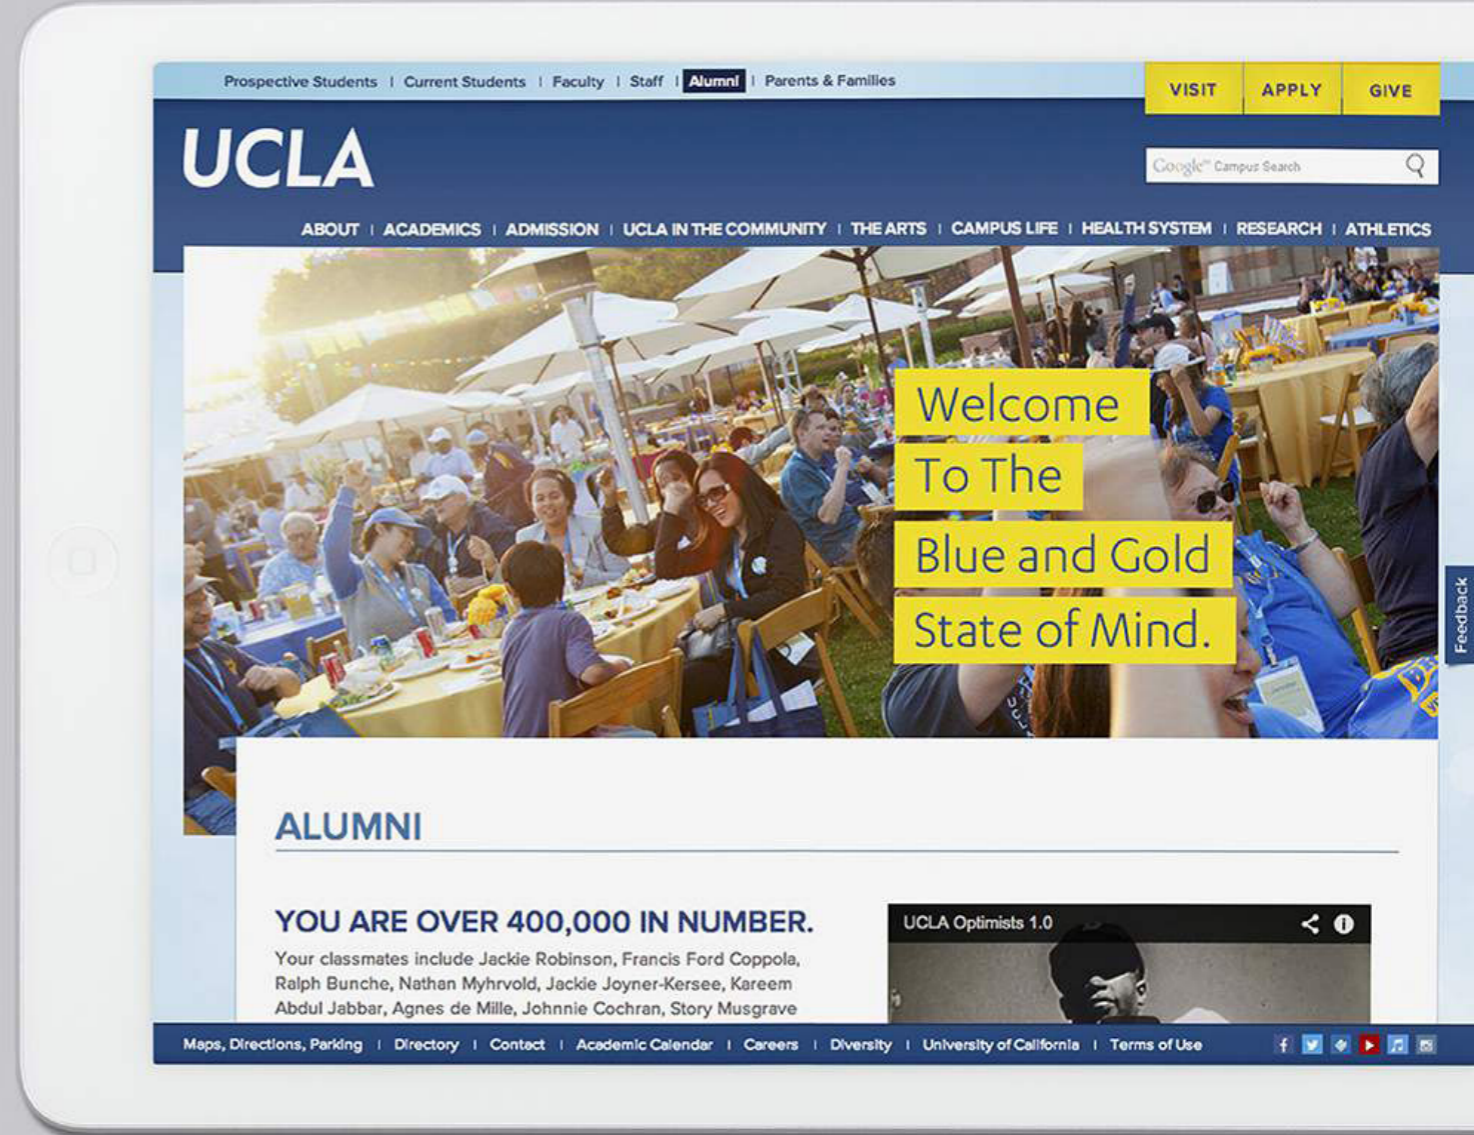 Prospective Students | Current Students | Faculty | Staff | Alumni | Parents & Families
VISIT APPLY GIVE
UCLA
Google™ Campus Search
ABOUT | ACADEMICS | ADMISSION | UCLA IN THE COMMUNITY | THE ARTS | CAMPUS LIFE | HEALTH SYSTEM | RESEARCH | ATHLETICS
Welcome
To The
Blue and Gold
State of Mind.
Feedback
ALUMNI
YOU ARE OVER 400,000 IN NUMBER.
Your classmates include Jackie Robinson, Francis Ford Coppola,
Ralph Bunche, Nathan Myhrvold, Jackie Joyner-Kersee, Kareem
Abdul Jabbar, Agnes de Mille, Johnnie Cochran, Story Musgrave
UCLA Optimists 1.0
Maps, Directions, Parking | Directory | Contact | Academic Calendar | Careers | Diversity | University of California | Terms of Use